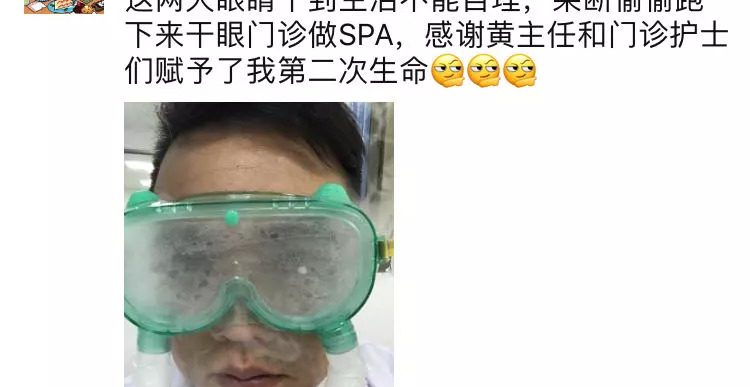 这两天眼睛干到生活不能自理，果断偷偷跑
下来干眼门诊做SPA，感谢黄主任和门诊护士
们赋予了我第二次生命